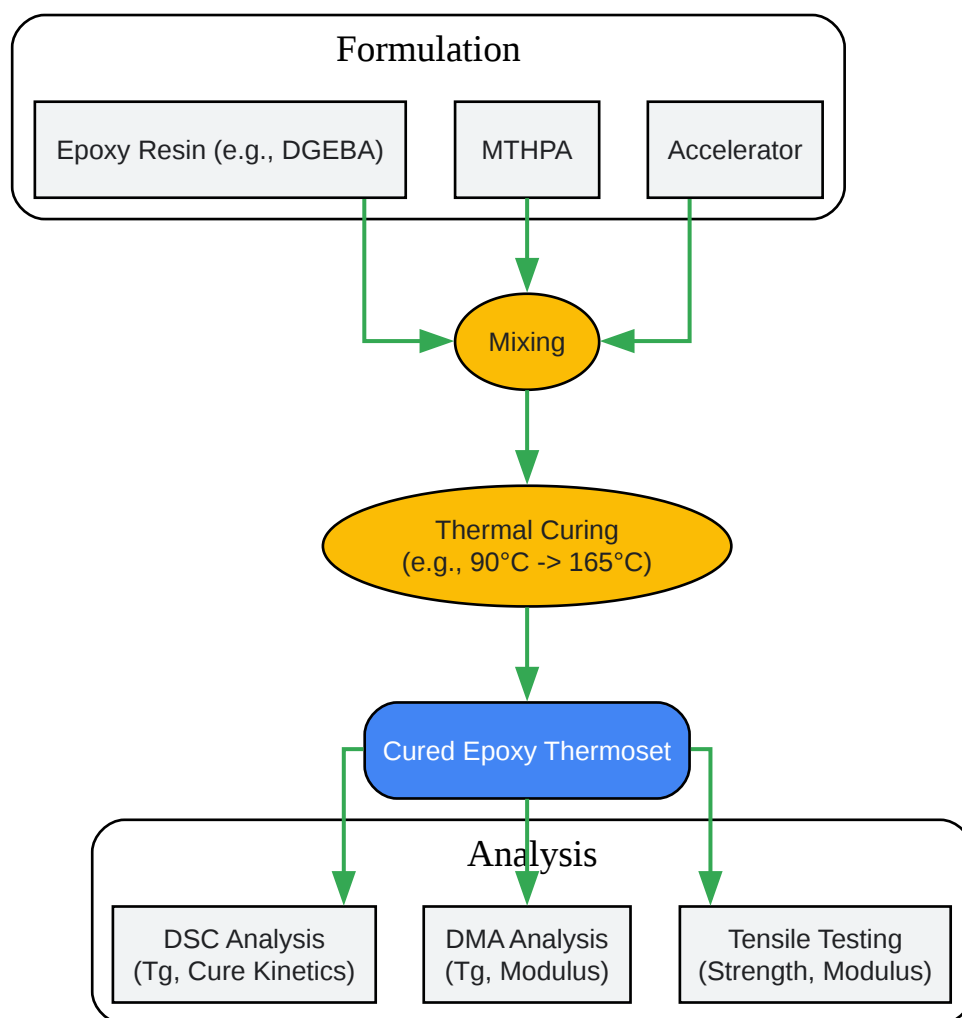 Formulation
Epoxy Resin (e.g., DGEBA)
MTHPA
Accelerator
Mixing
Thermal Curing
(e.g., 90°C -> 165°C)
Cured Epoxy Thermoset
Analysis
DSC Analysis
(Tg, Cure Kinetics)
DMA Analysis
(Tg, Modulus)
Tensile Testing
(Strength, Modulus)